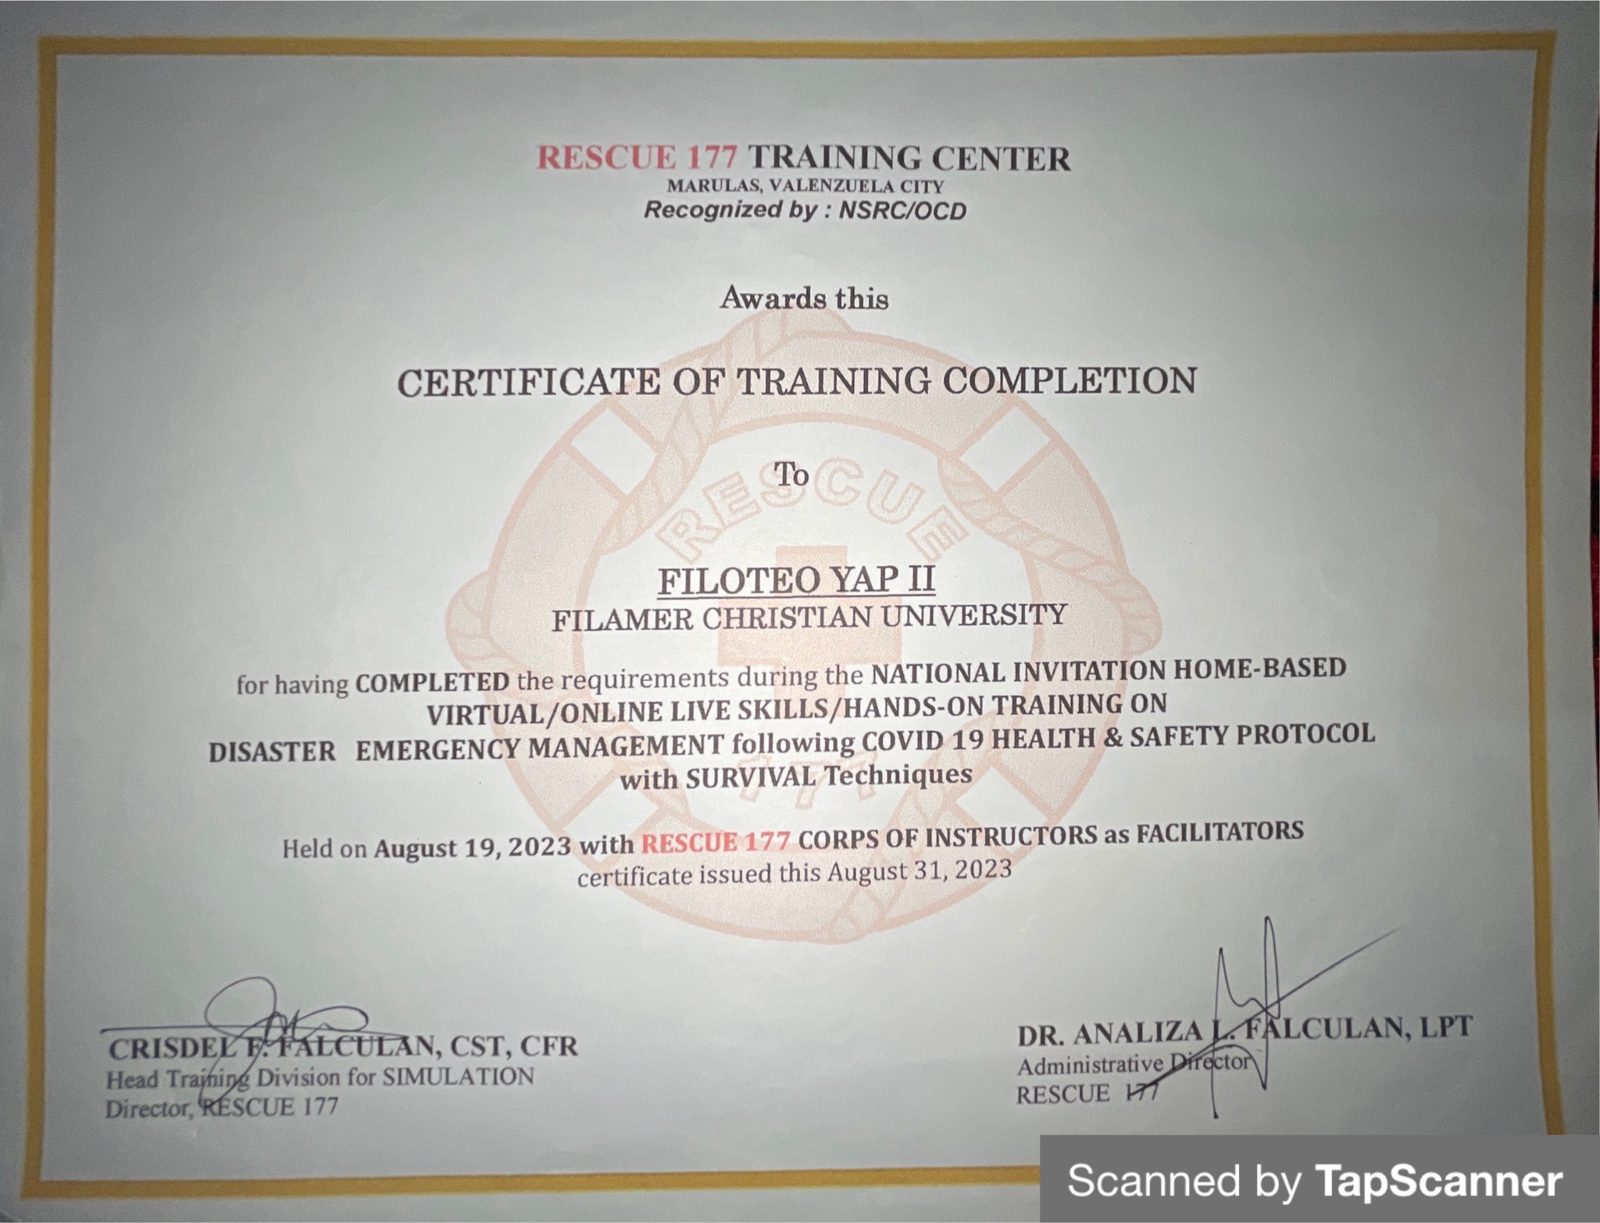 RESCUE 177 TRAINING CENTER
MARULAS, VALENZUELA CITY
Recognized by : NSRC/OCD
Awards this
CERTIFICATE OF TRAINING COMPLETION
To
RESCUE
FILOTEO YAP II
FILAMER CHRISTIAN UNIVERSITY
for having COMPLETED the requirements during the NATIONAL INVITATION HOME-BASED
VIRTUAL/ONLINE LIVE SKILLS/HANDS-ON TRAINING ON
DISASTER EMERGENCY MANAGEMENT following COVID 19 HEALTH & SAFETY PROTOCOL
with SURVIVAL Techniques
177
Held on August 19, 2023 with RESCUE 177 CORPS OF INSTRUCTORS as FACILITATORS
certificate issued this August 31, 2023
CRISDEL F. FALCULAN, CST, CFR
Head Training Division for SIMULATION
Director, RESCUE 177
DR. ANALIZA L. FALCULAN, LPT
Administrative Director
RESCUE 177
Scanned by TapScanner